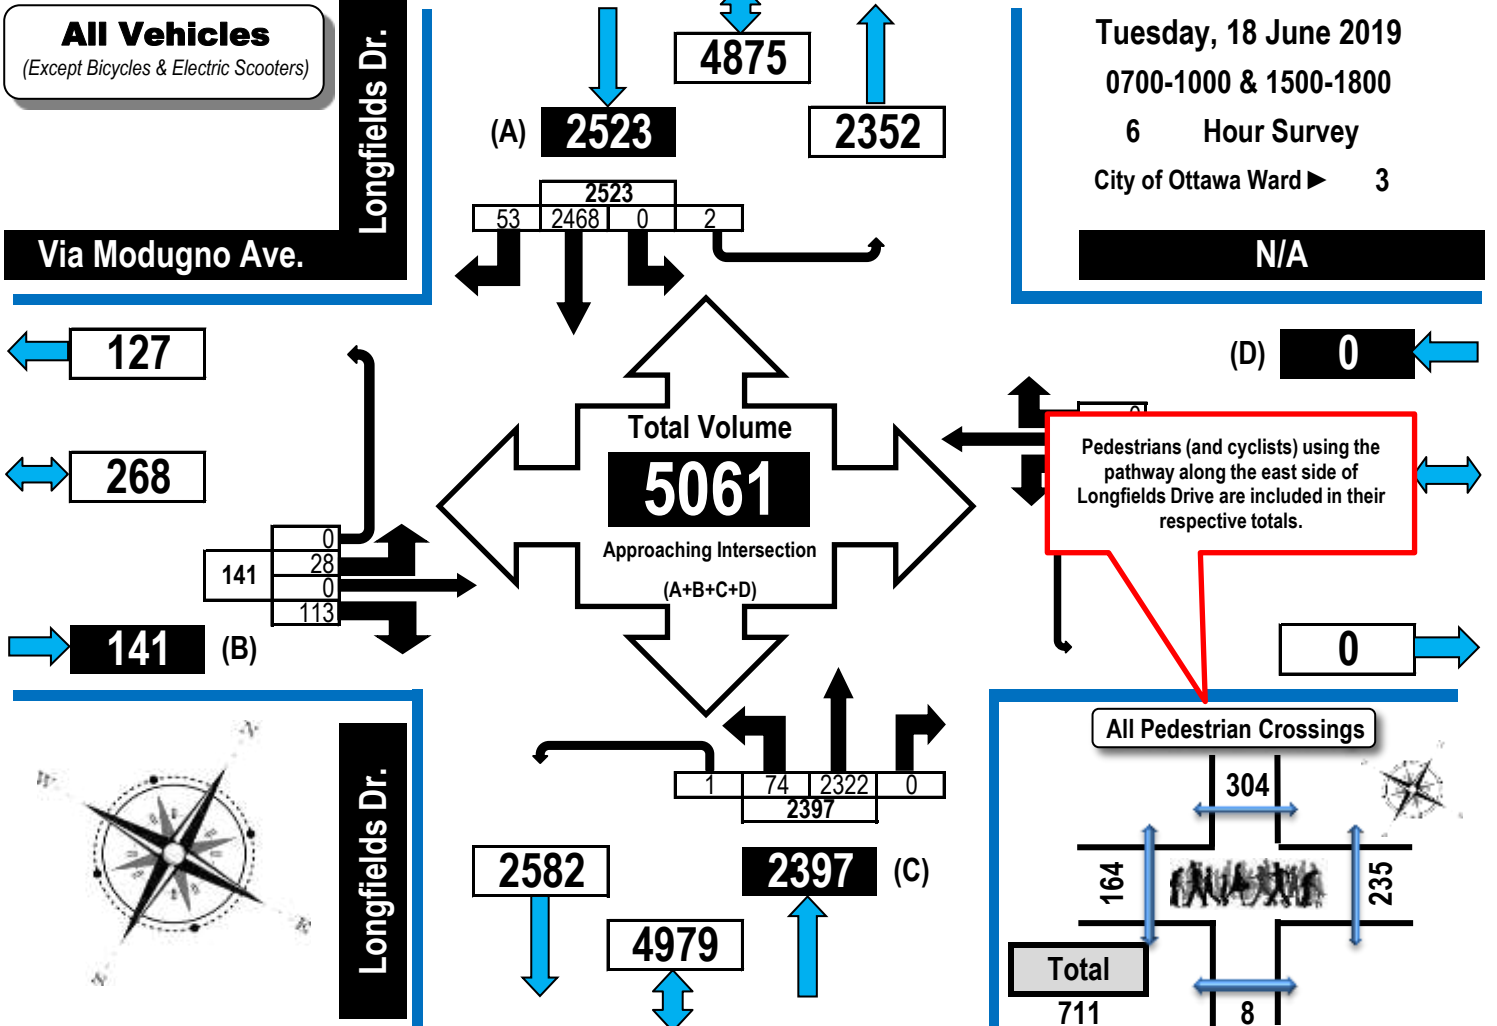 All Vehicles
(Except Bicycles & Electric Scooters)
Longfields Dr.
Via Modugno Ave.
4875
(A) 2523
2352
2523
53 2468 0 2
Tuesday, 18 June 2019
0700-1000 & 1500-1800
6 Hour Survey
City of Ottawa Ward ► 3
N/A
127
268
0
28
141
0
113
141 (B)
Total Volume
5061
Approaching Intersection
(A+B+C+D)
(D) 0
Pedestrians (and cyclists) using the
pathway along the east side of
Longfields Drive are included in their
respective totals.
0
N
W
E
S
Longfields Dr.
1 74 2322 0
2397
2582
2397 (C)
4979
All Pedestrian Crossings
304
164
235
Total
711
8